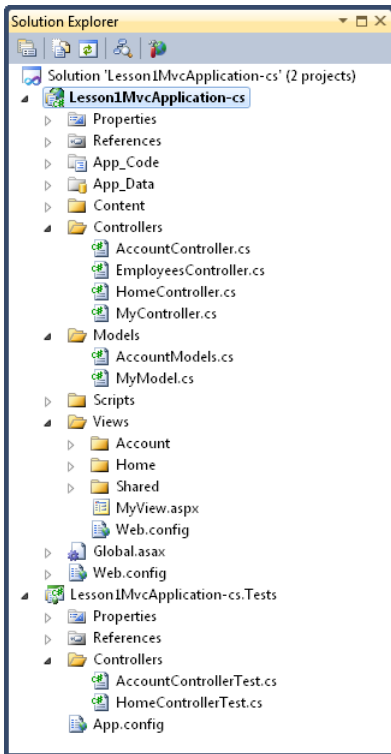 Solution Explorer
Solution 'Lesson1MvcApplication-cs' (2 projects)
Lesson1MvcApplication-cs
Properties
References
App_Code
App_Data
Content
Controllers
AccountController.cs
EmployeesController.cs
HomeController.cs
MyController.cs
Models
AccountModels.cs
MyModel.cs
Scripts
Views
Account
Home
Shared
MyView.aspx
Web.config
Global.asax
Web.config
Lesson1MvcApplication-cs.Tests
Properties
References
Controllers
AccountControllerTest.cs
HomeControllerTest.cs
App.config